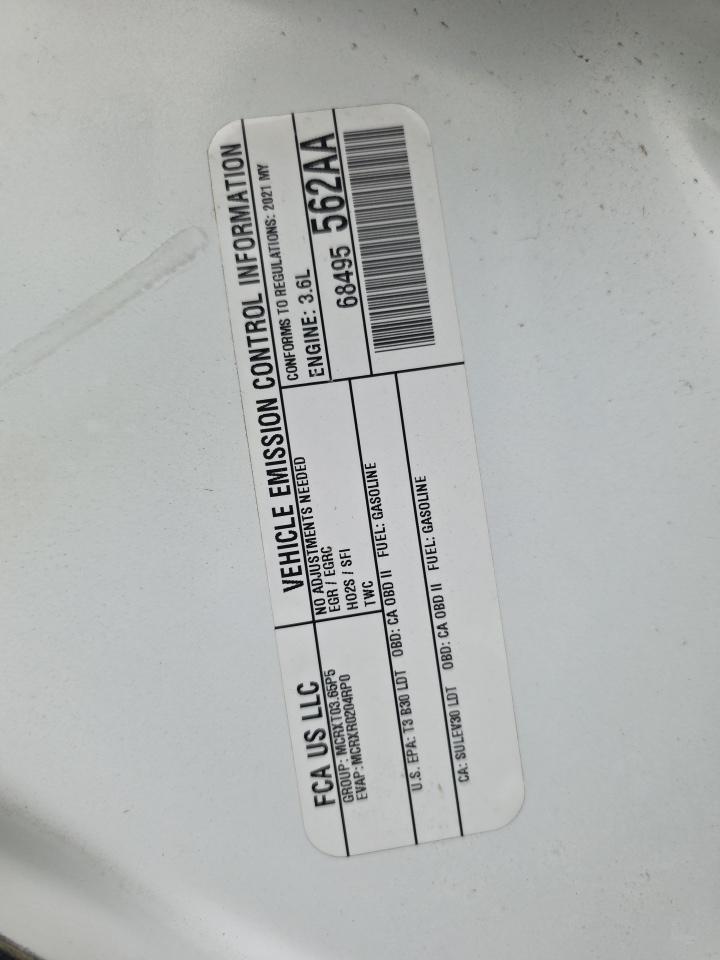 FCA US LLC
VEHICLE EMISSION CONTROL INFORMATION
GROUP: MCRXT03.65P5
EVAP: MCRXR0204RP0
NO ADJUSTMENTS NEEDED
EGR / EGRC
HO2S / SFI
TWC
CONFORMS TO REGULATIONS: 2021 MY
ENGINE: 3.6L
68495 562AA
U.S. EPA: T3 B30 LDT OBD: CA OBD II FUEL: GASOLINE
CA: SULEV30 LDT OBD: CA OBD II FUEL: GASOLINE